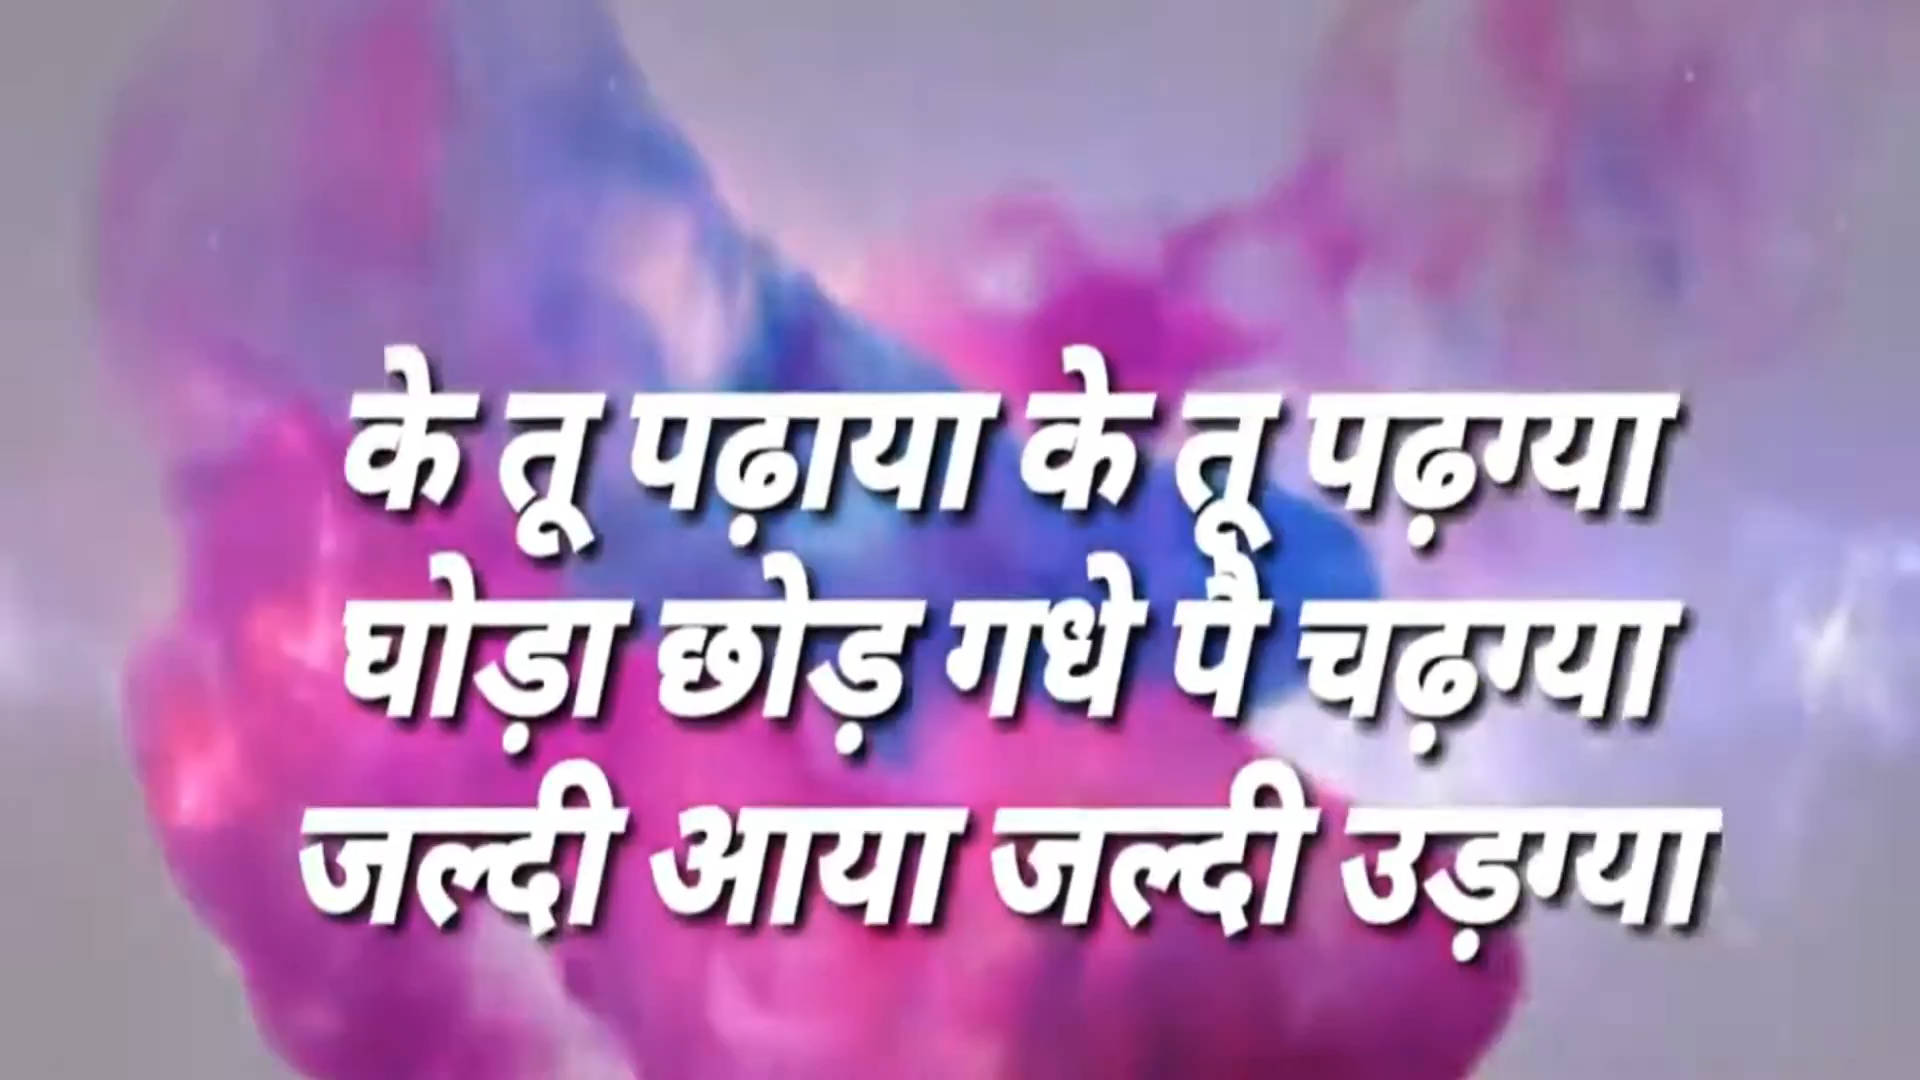 के तू पढ़ाया के तू पढ़ग्या
घोड़ा छोड़ गधे पै चढ़ग्या
जल्दी आया जल्दी उड़ग्या